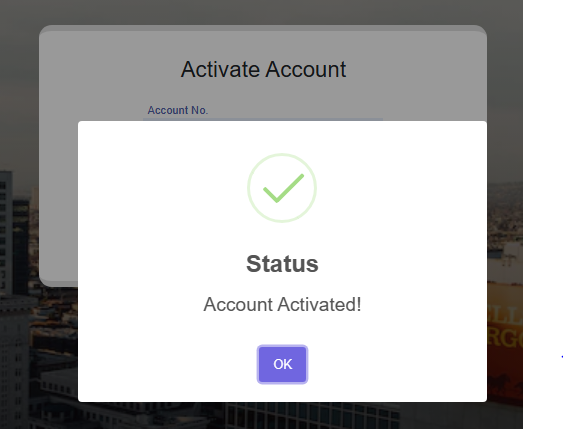 Activate Account
Account No.
Status
Account Activated!
OK